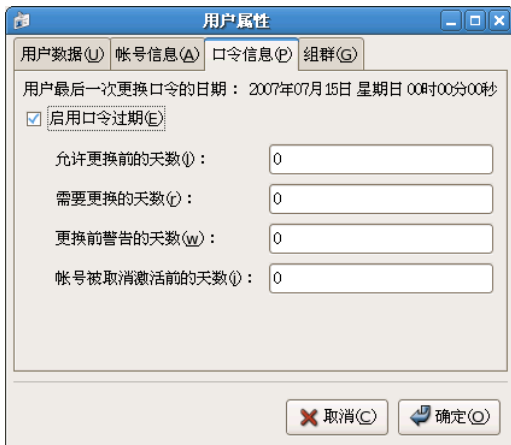 用户属性
用户数据(U) 帐号信息(A) 口令信息(P) 组群(G)
用户最后一次更换口令的日期： 2007年07月15日 星期日 00时00分00秒
启用口令过期(E)
允许更换前的天数(l)： 0
需要更换的天数(r)： 0
更换前警告的天数(w)： 0
帐号被取消激活前的天数(i)： 0
取消(C) 确定(O)